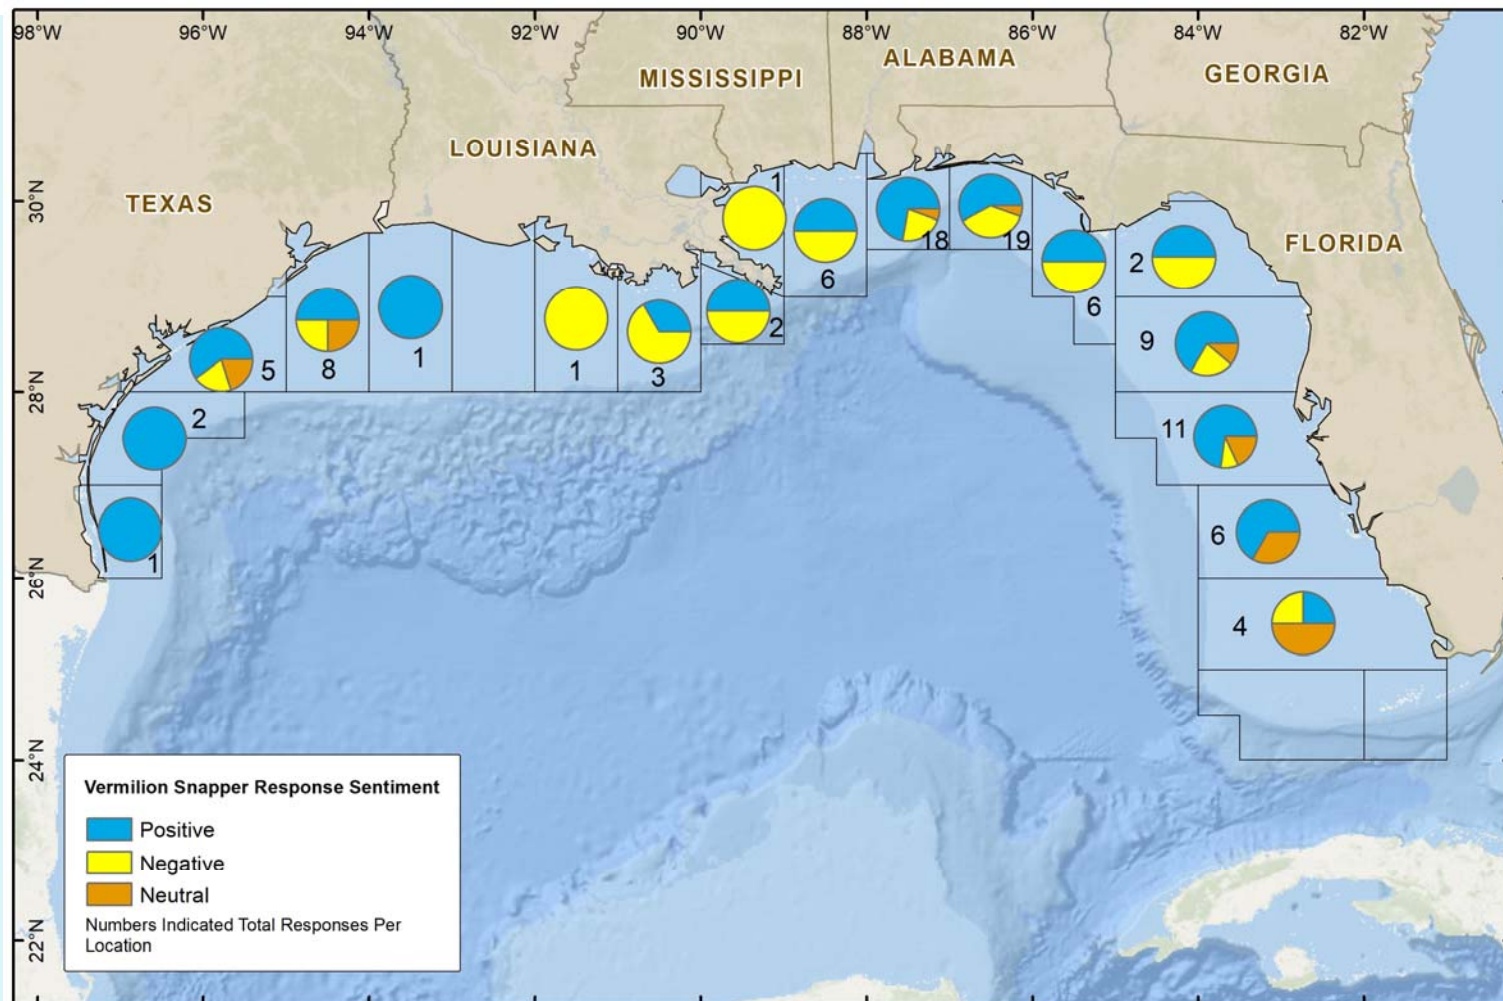 98°W 96°W 94°W 92°W 90°W 88°W 86°W 84°W 82°W
ALABAMA
MISSISSIPPI
GEORGIA
LOUISIANA
TEXAS
FLORIDA
30°N
28°N
26°N
24°N
22°N
1
6
18
19
6
2
9
11
6
4
2
3
1
1
8
5
2
1
Vermilion Snapper Response Sentiment
Positive
Negative
Neutral
Numbers Indicated Total Responses Per
Location